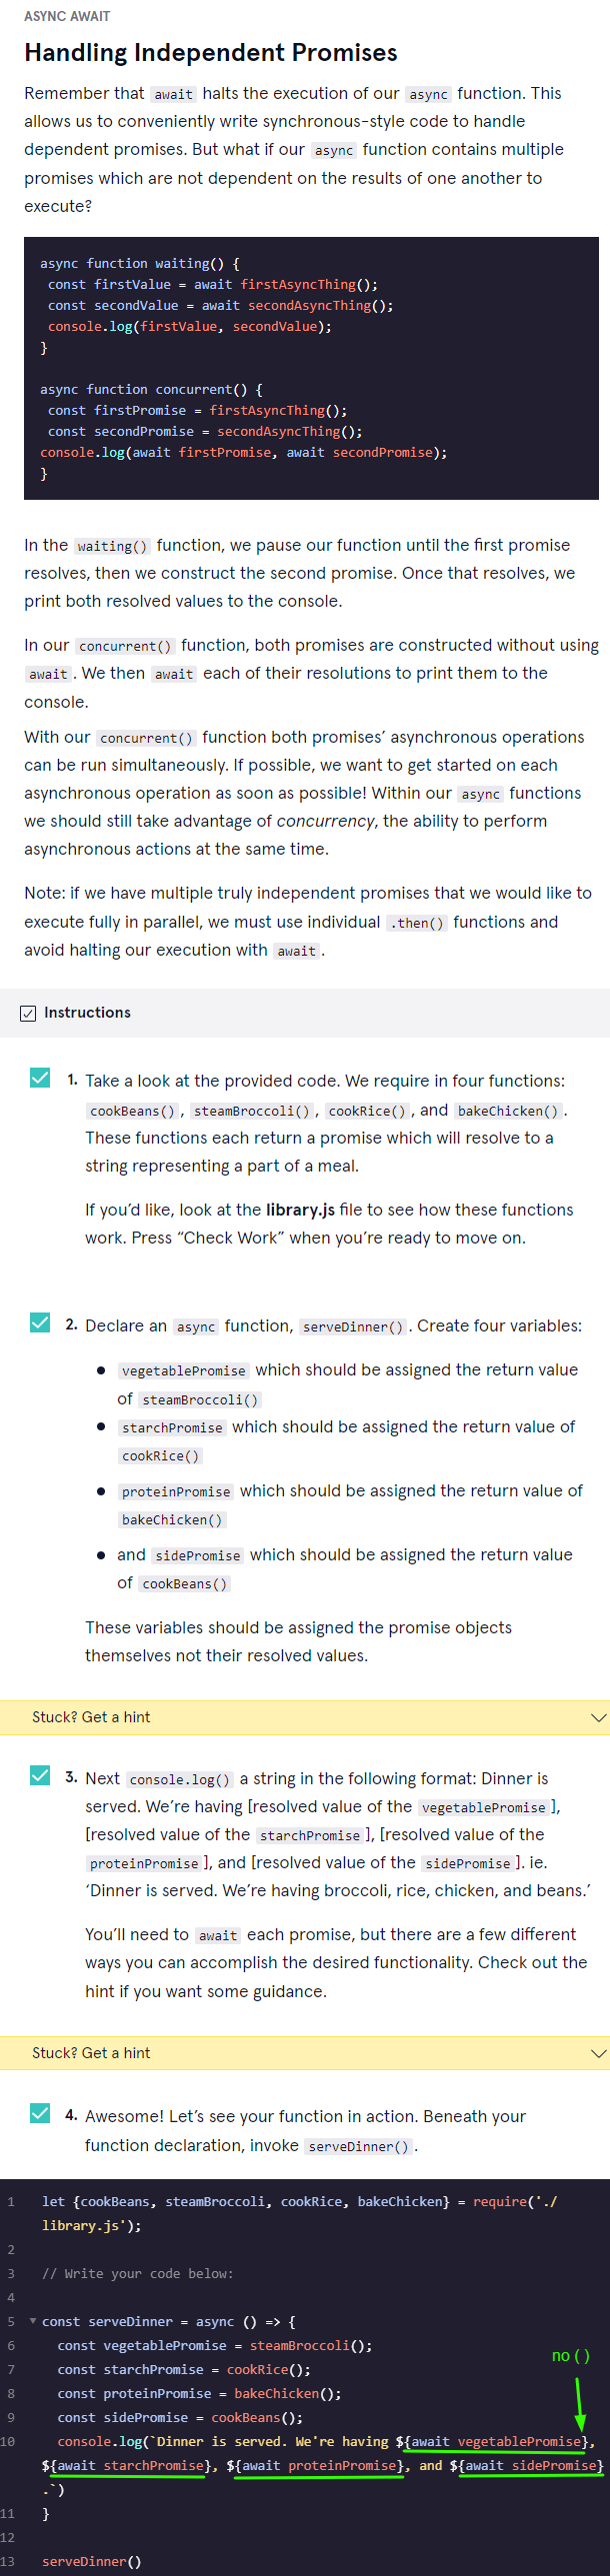 ASYNC AWAIT
Handling Independent Promises
Remember that await halts the execution of our async function. This
allows us to conveniently write synchronous-style code to handle
dependent promises. But what if our async function contains multiple
promises which are not dependent on the results of one another to
execute?
async function waiting() {
 const firstValue = await firstAsyncThing();
 const secondValue = await secondAsyncThing();
 console.log(firstValue, secondValue);
}
async function concurrent() {
 const firstPromise = firstAsyncThing();
 const secondPromise = secondAsyncThing();
console.log(await firstPromise, await secondPromise);
}
In the waiting() function, we pause our function until the first promise
resolves, then we construct the second promise. Once that resolves, we
print both resolved values to the console.
In our concurrent() function, both promises are constructed without using
await. We then await each of their resolutions to print them to the
console.
With our concurrent() function both promises’ asynchronous operations
can be run simultaneously. If possible, we want to get started on each
asynchronous operation as soon as possible! Within our async functions
we should still take advantage of concurrency, the ability to perform
asynchronous actions at the same time.
Note: if we have multiple truly independent promises that we would like to
execute fully in parallel, we must use individual .then() functions and
avoid halting our execution with await.
Instructions
1. Take a look at the provided code. We require in four functions:
cookBeans(), steamBroccoli(), cookRice(), and bakeChicken().
These functions each return a promise which will resolve to a
string representing a part of a meal.
If you’d like, look at the library.js file to see how these functions
work. Press “Check Work” when you’re ready to move on.
2. Declare an async function, serveDinner(). Create four variables:
● vegetablePromise which should be assigned the return value
of steamBroccoli()
● starchPromise which should be assigned the return value of
cookRice()
● proteinPromise which should be assigned the return value of
bakeChicken()
● and sidePromise which should be assigned the return value
of cookBeans()
These variables should be assigned the promise objects
themselves not their resolved values.
Stuck? Get a hint
3. Next console.log() a string in the following format: Dinner is
served. We’re having [resolved value of the vegetablePromise],
[resolved value of the starchPromise], [resolved value of the
proteinPromise], and [resolved value of the sidePromise]. ie.
‘Dinner is served. We’re having broccoli, rice, chicken, and beans.’
You’ll need to await each promise, but there are a few different
ways you can accomplish the desired functionality. Check out the
hint if you want some guidance.
Stuck? Get a hint
4. Awesome! Let’s see your function in action. Beneath your
function declaration, invoke serveDinner().
1 let {cookBeans, steamBroccoli, cookRice, bakeChicken} = require('./
library.js');
2
3 // Write your code below:
4
5 const serveDinner = async () => {
6   const vegetablePromise = steamBroccoli();
no()
7   const starchPromise = cookRice();
8   const proteinPromise = bakeChicken();
9   const sidePromise = cookBeans();
10   console.log(`Dinner is served. We're having ${await vegetablePromise},
${await starchPromise}, ${await proteinPromise}, and ${await sidePromise}
.`)
11 }
12
13 serveDinner()